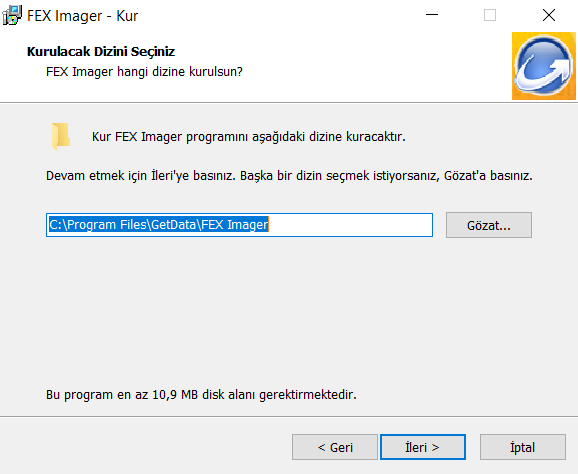 FEX Imager - Kur
Kurulacak Dizini Seçiniz
FEX Imager hangi dizine kurulsun?
Kur FEX Imager programını aşağıdaki dizine kuracaktır.
Devam etmek için İleri'ye basınız. Başka bir dizin seçmek istiyorsanız, Gözat'a basınız.
C:\Program Files\GetData\FEX Imager
Gözat...
Bu program en az 10,9 MB disk alanı gerektirmektedir.
< Geri
İleri >
İptal